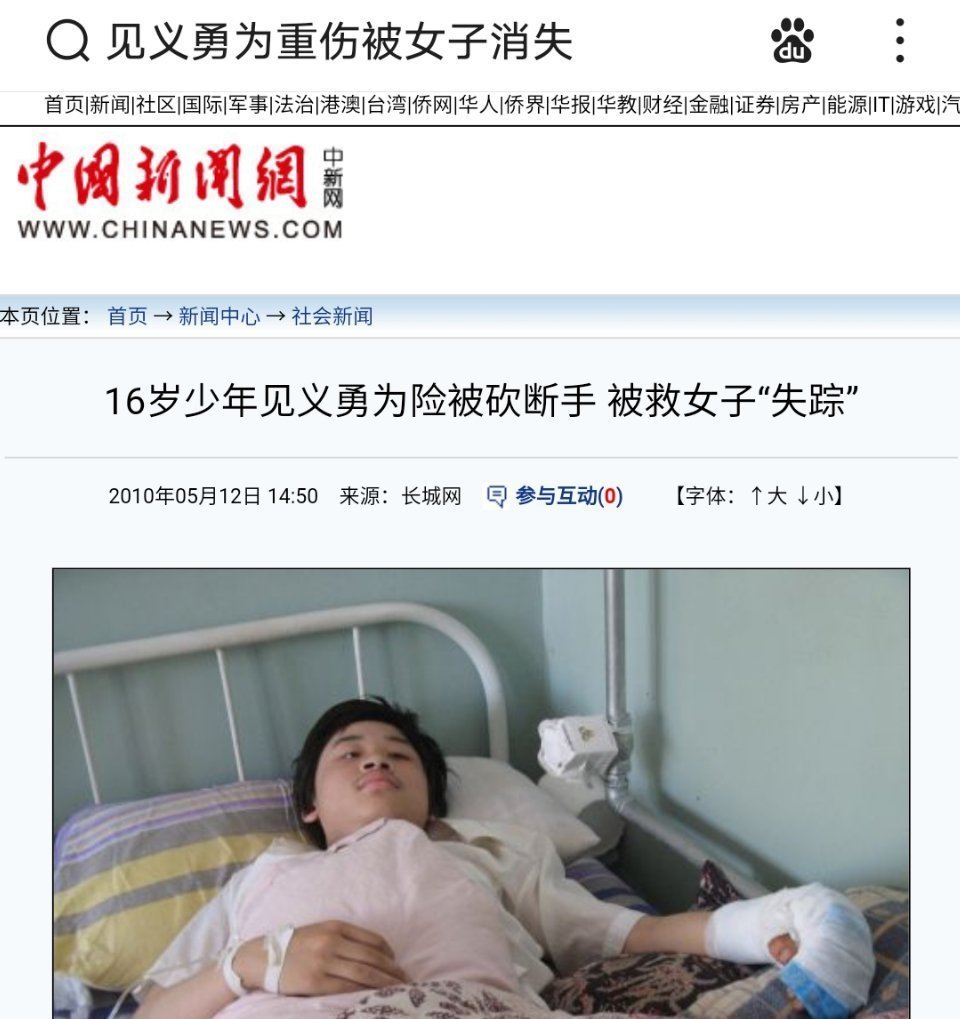 见义勇为重伤被女子消失
du
首页|新闻|社区|国际|军事|法治|港澳|台湾|侨网|华人|侨界|华报|华教|财经|金融|证券|房产|能源|IT|游戏|汽
中國新聞網 中新网
WWW.CHINANEWS.COM
本页位置： 首页 → 新闻中心 → 社会新闻
16岁少年见义勇为险被砍断手 被救女子“失踪”
2010年05月12日 14:50 来源：长城网 参与互动(0) 【字体：↑大 ↓小】